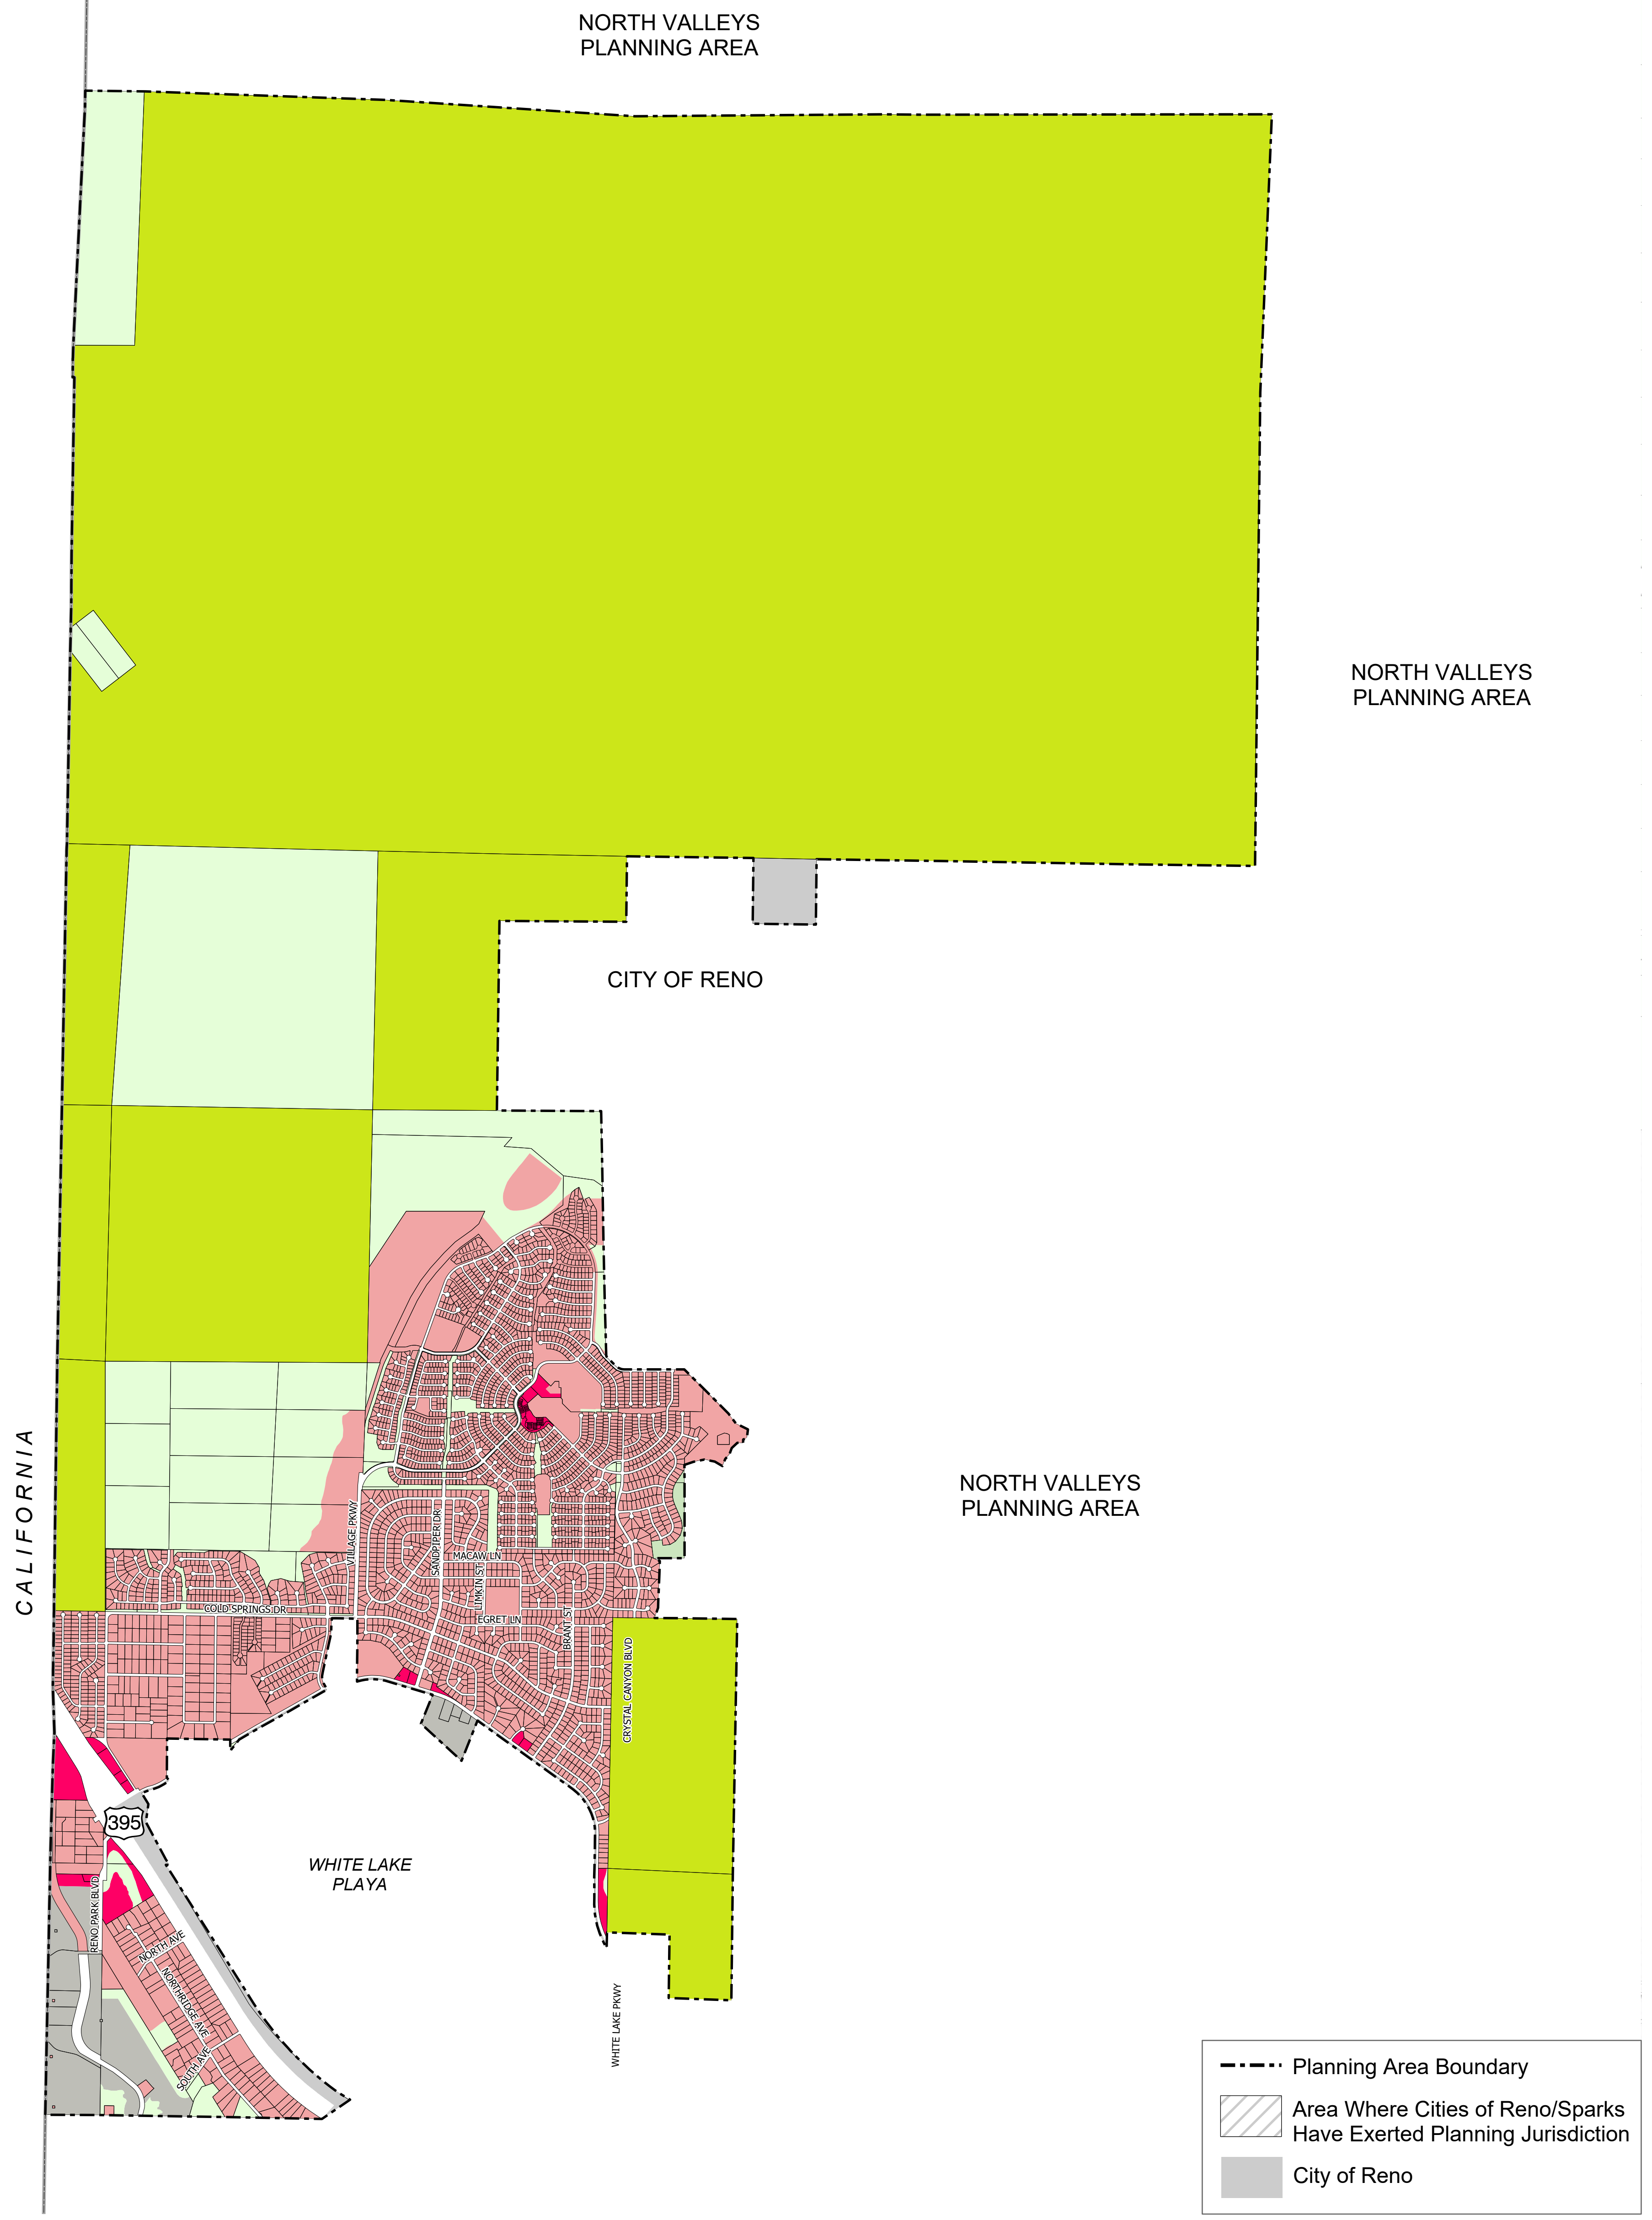 NORTH VALLEYS
PLANNING AREA
NORTH VALLEYS
PLANNING AREA
CITY OF RENO
CALIFORNIA
NORTH VALLEYS
PLANNING AREA
VILLAGE PKWY
SANDPIPER DR
MACAW LN
LIMKIN ST
COLD SPRINGS DR
EGRET LN
BRANT ST
CRYSTAL CANYON BLVD
395
WHITE LAKE
PLAYA
RENO PARK BLVD
NORTH AVE
NORTHRIDGE AVE
SOUTH AVE
WHITE LAKE PKWY
Planning Area Boundary
Area Where Cities of Reno/Sparks
Have Exerted Planning Jurisdiction
City of Reno